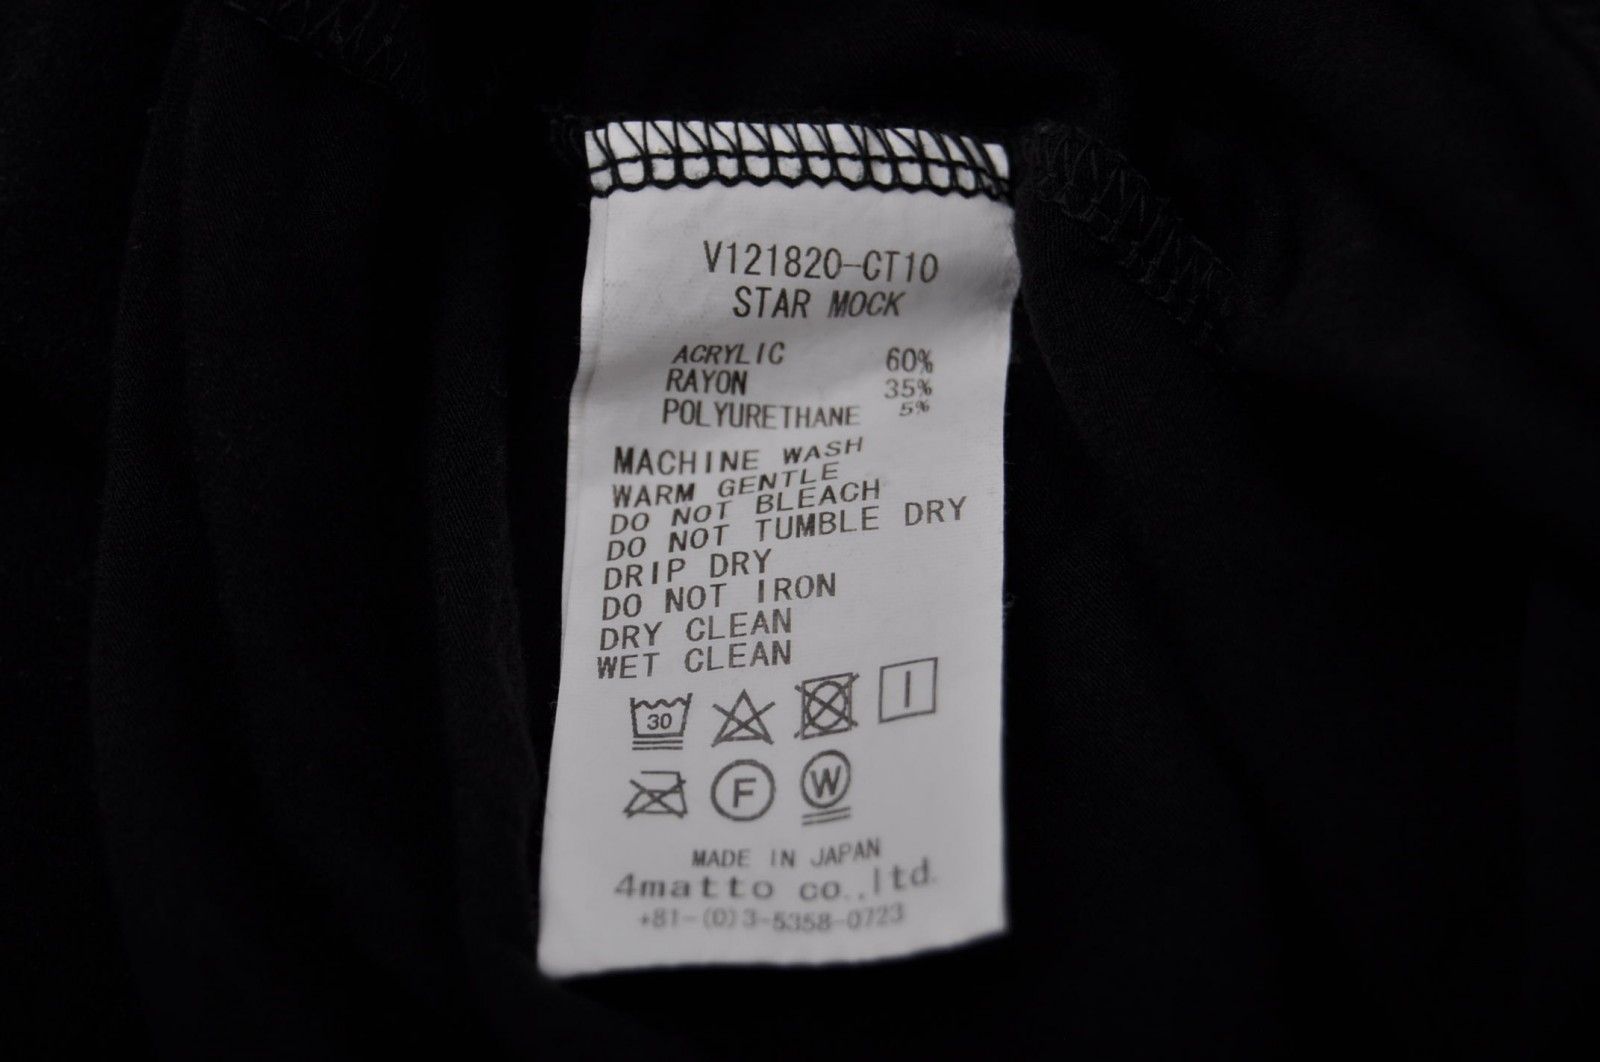 V121820-CT10
STAR MOCK
ACRYLIC 60%
RAYON 35%
POLYURETHANE 5%
MACHINE WASH
WARM GENTLE
DO NOT BLEACH
DO NOT TUMBLE DRY
DRIP DRY
DO NOT IRON
DRY CLEAN
WET CLEAN
30
F W
MADE IN JAPAN
4matto co.,ltd.
+81-(0)3-5358-0723